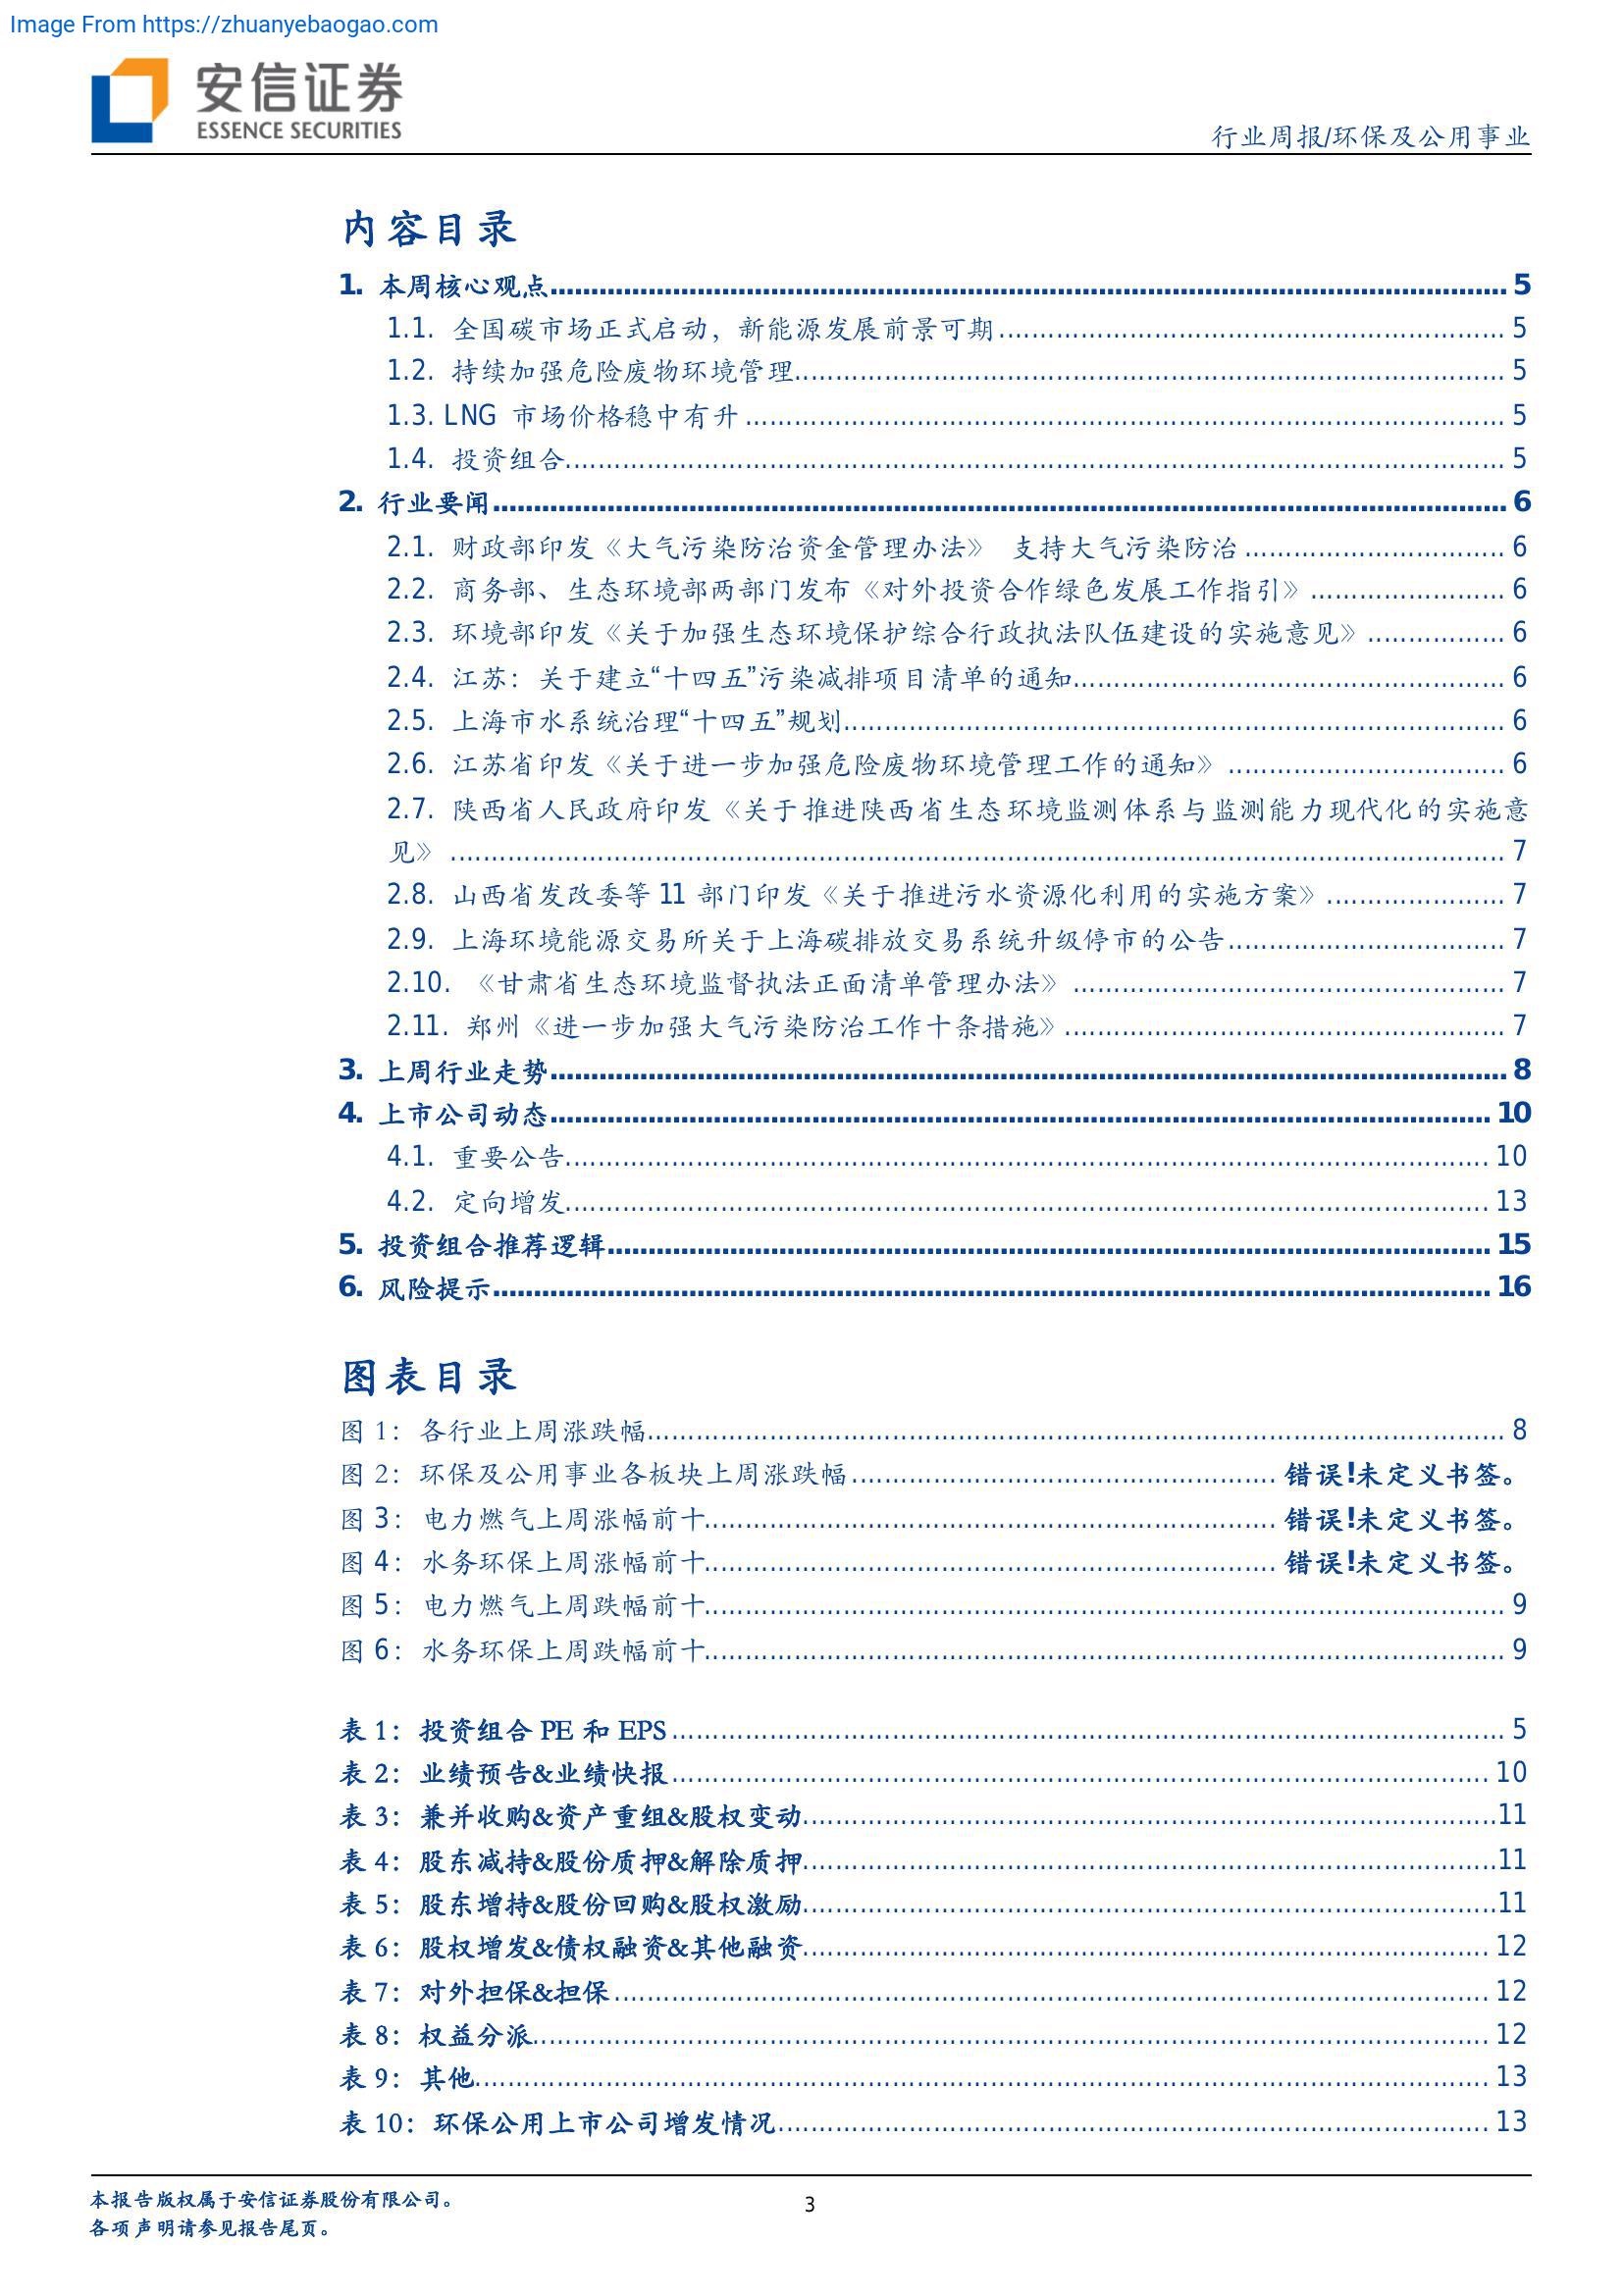 Image From https://zhuanyebaogao.com
安信证券
ESSENCE SECURITIES
行业周报/环保及公用事业
内容目录
1. 本周核心观点 5
1.1. 全国碳市场正式启动，新能源发展前景可期 5
1.2. 持续加强危险废物环境管理 5
1.3. LNG 市场价格稳中有升 5
1.4. 投资组合 5
2. 行业要闻 6
2.1. 财政部印发《大气污染防治资金管理办法》 支持大气污染防治 6
2.2. 商务部、生态环境部两部门发布《对外投资合作绿色发展工作指引》 6
2.3. 环境部印发《关于加强生态环境保护综合行政执法队伍建设的实施意见》 6
2.4. 江苏：关于建立“十四五”污染减排项目清单的通知 6
2.5. 上海市水系统治理“十四五”规划 6
2.6. 江苏省印发《关于进一步加强危险废物环境管理工作的通知》 6
2.7. 陕西省人民政府印发《关于推进陕西省生态环境监测体系与监测能力现代化的实施意
见》 7
2.8. 山西省发改委等 11 部门印发《关于推进污水资源化利用的实施方案》 7
2.9. 上海环境能源交易所关于上海碳排放交易系统升级停市的公告 7
2.10. 《甘肃省生态环境监督执法正面清单管理办法》 7
2.11. 郑州《进一步加强大气污染防治工作十条措施》 7
3. 上周行业走势 8
4. 上市公司动态 10
4.1. 重要公告 10
4.2. 定向增发 13
5. 投资组合推荐逻辑 15
6. 风险提示 16
图表目录
图 1：各行业上周涨跌幅 8
图 2：环保及公用事业各板块上周涨跌幅 错误!未定义书签。
图 3：电力燃气上周涨幅前十 错误!未定义书签。
图 4：水务环保上周涨幅前十 错误!未定义书签。
图 5：电力燃气上周跌幅前十 9
图 6：水务环保上周跌幅前十 9
表 1：投资组合 PE 和 EPS 5
表 2：业绩预告&业绩快报 10
表 3：兼并收购&资产重组&股权变动 11
表 4：股东减持&股份质押&解除质押 11
表 5：股东增持&股份回购&股权激励 11
表 6：股权增发&债权融资&其他融资 12
表 7：对外担保&担保 12
表 8：权益分派 12
表 9：其他 13
表 10：环保公用上市公司增发情况 13
本报告版权属于安信证券股份有限公司。
各项声明请参见报告尾页。
3